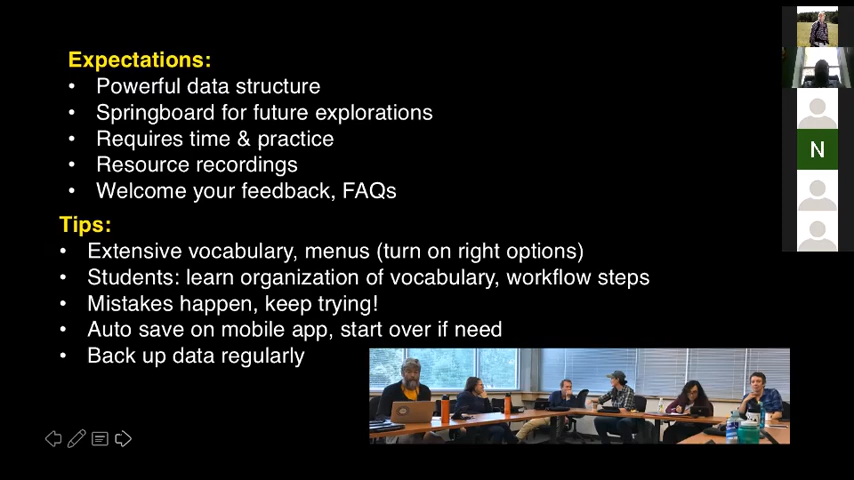 Expectations:
• Powerful data structure
• Springboard for future explorations
• Requires time & practice
• Resource recordings
• Welcome your feedback, FAQs
Tips:
• Extensive vocabulary, menus (turn on right options)
• Students: learn organization of vocabulary, workflow steps
• Mistakes happen, keep trying!
• Auto save on mobile app, start over if need
• Back up data regularly
N